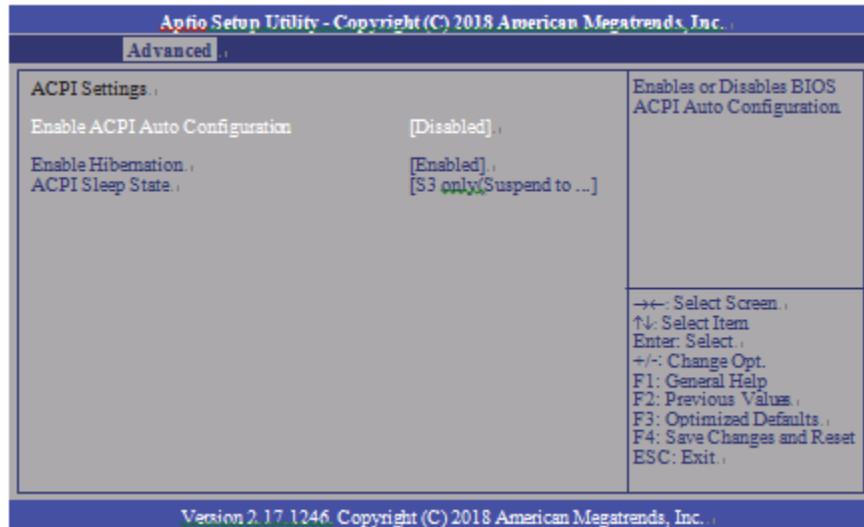 Aptio Setup Utility - Copyright (C) 2018 American Megatrends, Inc.
Advanced
ACPI Settings
Enable ACPI Auto Configuration [Disabled]
Enable Hibernation [Enabled]
ACPI Sleep State [S3 only(Suspend to ...]
Enables or Disables BIOS
ACPI Auto Configuration.
→←: Select Screen
↑↓: Select Item
Enter: Select
+/-: Change Opt.
F1: General Help
F2: Previous Values
F3: Optimized Defaults
F4: Save Changes and Reset
ESC: Exit
Version 2.17.1246. Copyright (C) 2018 American Megatrends, Inc.